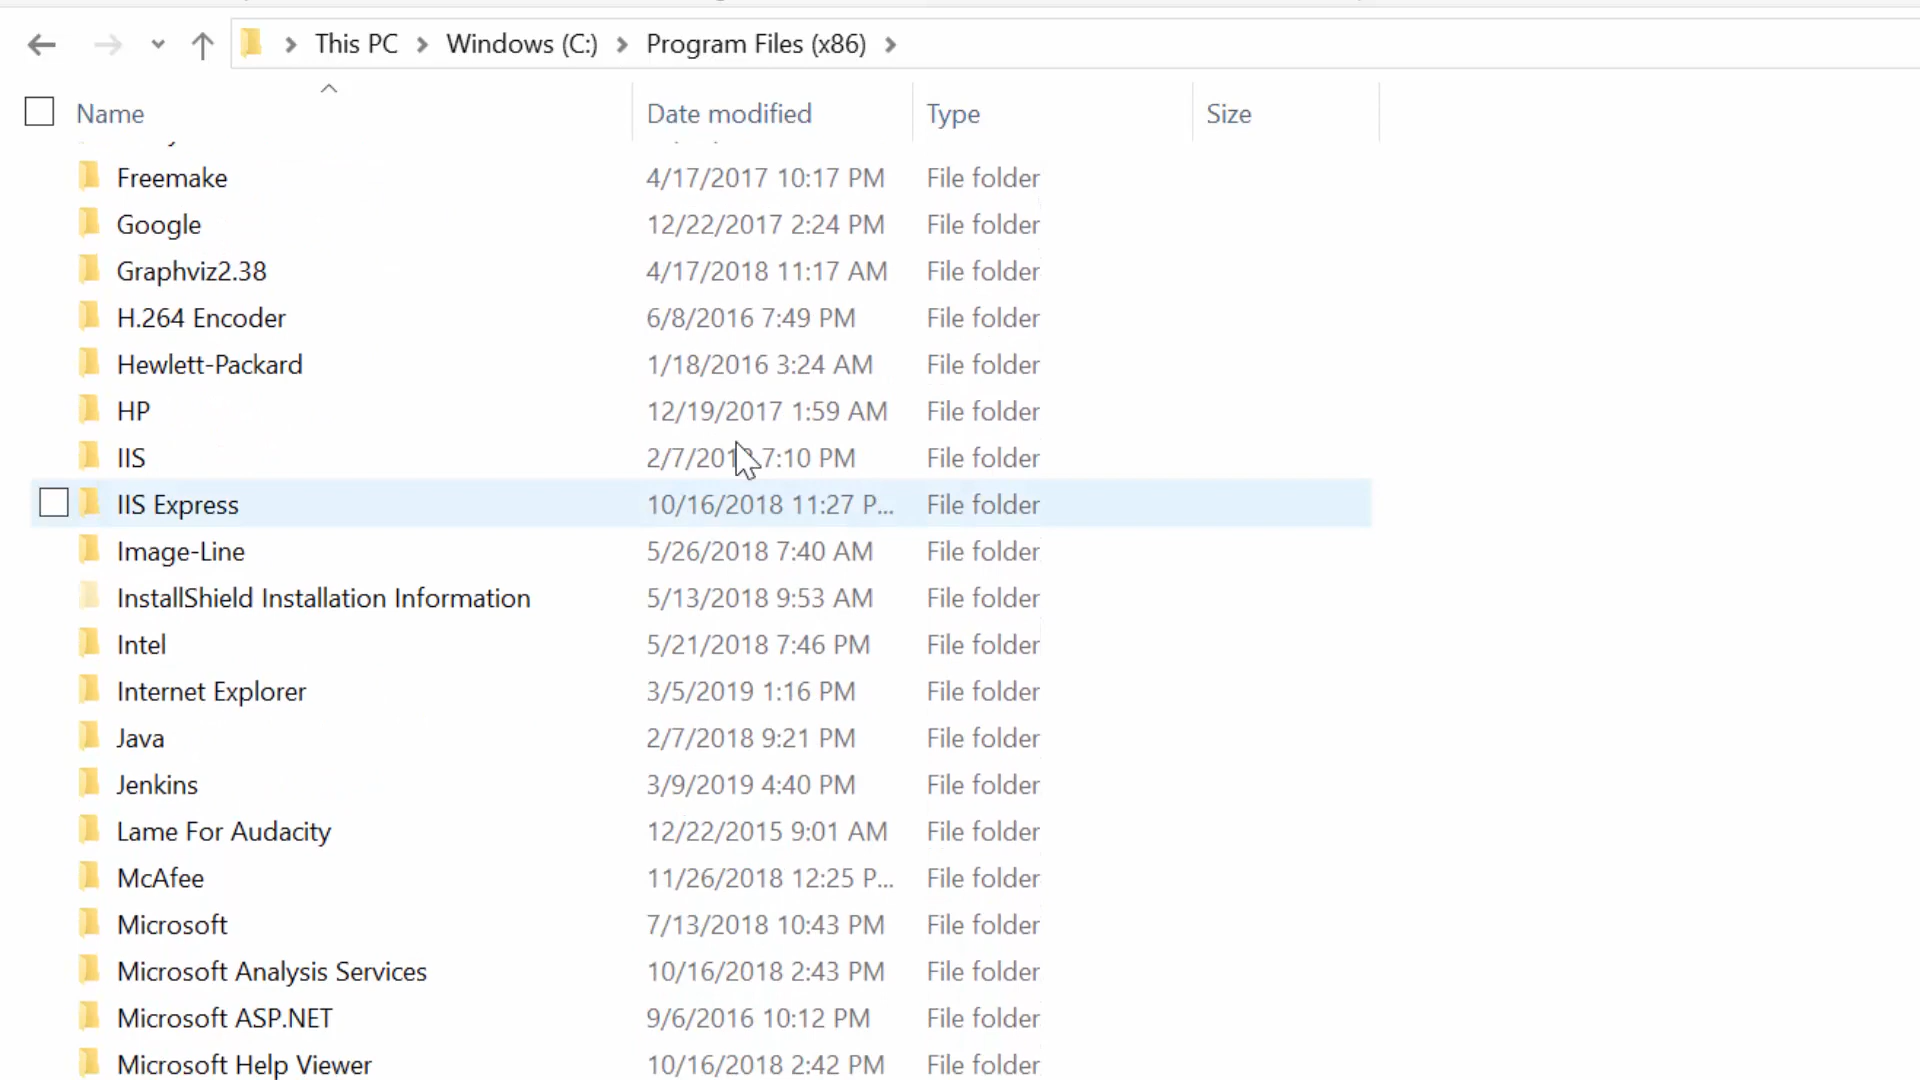 This PC > Windows (C:) > Program Files (x86) >
Name Date modified Type Size
Freemake 4/17/2017 10:17 PM File folder
Google 12/22/2017 2:24 PM File folder
Graphviz2.38 4/17/2018 11:17 AM File folder
H.264 Encoder 6/8/2016 7:49 PM File folder
Hewlett-Packard 1/18/2016 3:24 AM File folder
HP 12/19/2017 1:59 AM File folder
IIS 7:10 PM File folder
IIS Express 10/16/2018 11:27 P... File folder
Image-Line 5/26/2018 7:40 AM File folder
InstallShield Installation Information 5/13/2018 9:53 AM File folder
Intel 5/21/2018 7:46 PM File folder
Internet Explorer 3/5/2019 1:16 PM File folder
Java 2/7/2018 9:21 PM File folder
Jenkins 3/9/2019 4:40 PM File folder
Lame For Audacity 12/22/2015 9:01 AM File folder
McAfee 11/26/2018 12:25 P... File folder
Microsoft 7/13/2018 10:43 PM File folder
Microsoft Analysis Services 10/16/2018 2:43 PM File folder
Microsoft ASP.NET 9/6/2016 10:12 PM File folder
Microsoft Help Viewer 10/16/2018 2:42 PM File folder